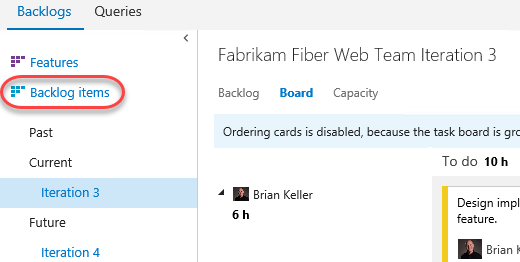 Backlogs Queries
Features
Backlog items
Past
Current
Iteration 3
Future
Iteration 4
Fabrikam Fiber Web Team Iteration 3
Backlog Board Capacity
Ordering cards is disabled, because the task board is
To do 10 h
Brian Keller
6 h
Design
feature.
Brian